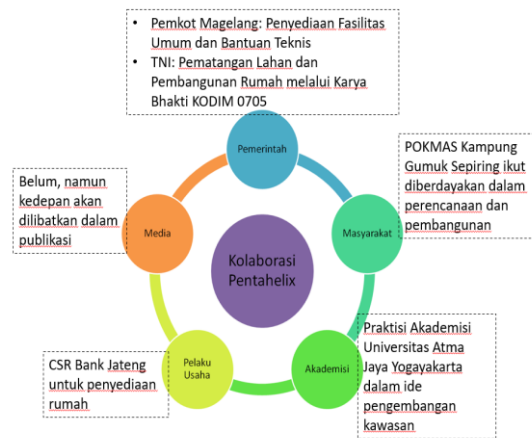 • Pemkot Magelang: Penyediaan Fasilitas
Umum dan Bantuan Teknis
• TNI: Pematangan Lahan dan
Pembangunan Rumah melalui Karya
Bhakti KODIM 0705
Pemerintah
POKMAS Kampung
Gumuk Sepiring ikut
diberdayakan dalam
perencanaan dan
pembangunan
Masyarakat
Belum, namun
kedepan akan
dilibatkan dalam
publikasi
Media
Kolaborasi
Pentahelix
Praktisi Akademisi
Universitas Atma
Jaya Yogayakarta
dalam ide
pengembangan
kawasan
Akademisi
Pelaku
Usaha
CSR Bank Jateng
untuk penyediaan
rumah